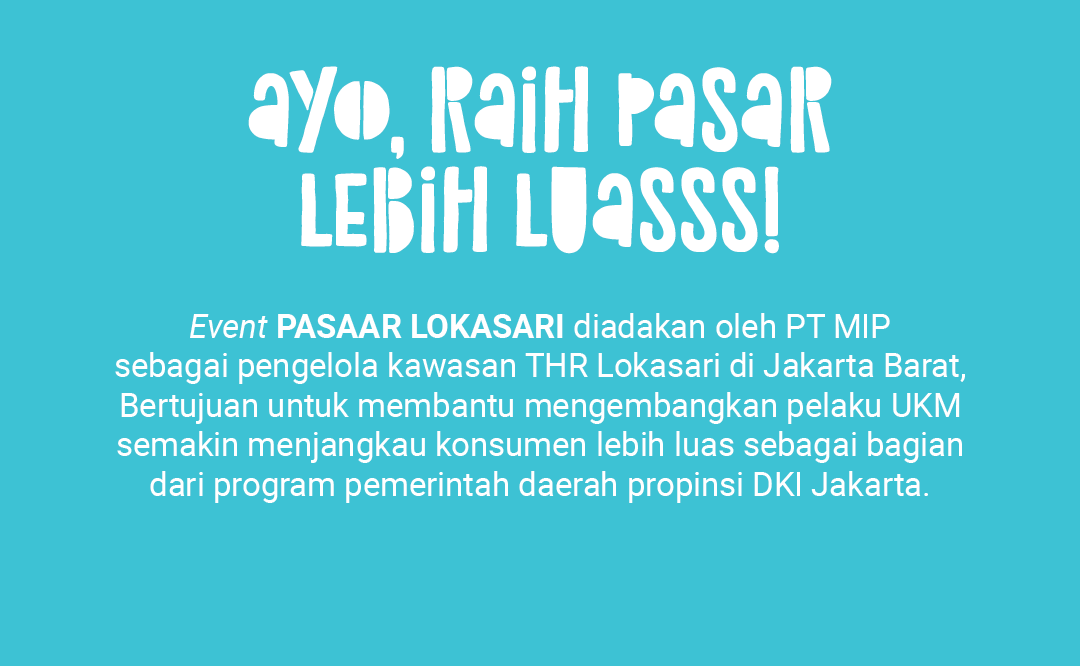 AYO, RAIH PASAR
LEBIH LUASSS!
Event PASAAR LOKASARI diadakan oleh PT MIP
sebagai pengelola kawasan THR Lokasari di Jakarta Barat,
Bertujuan untuk membantu mengembangkan pelaku UKM
semakin menjangkau konsumen lebih luas sebagai bagian
dari program pemerintah daerah propinsi DKI Jakarta.